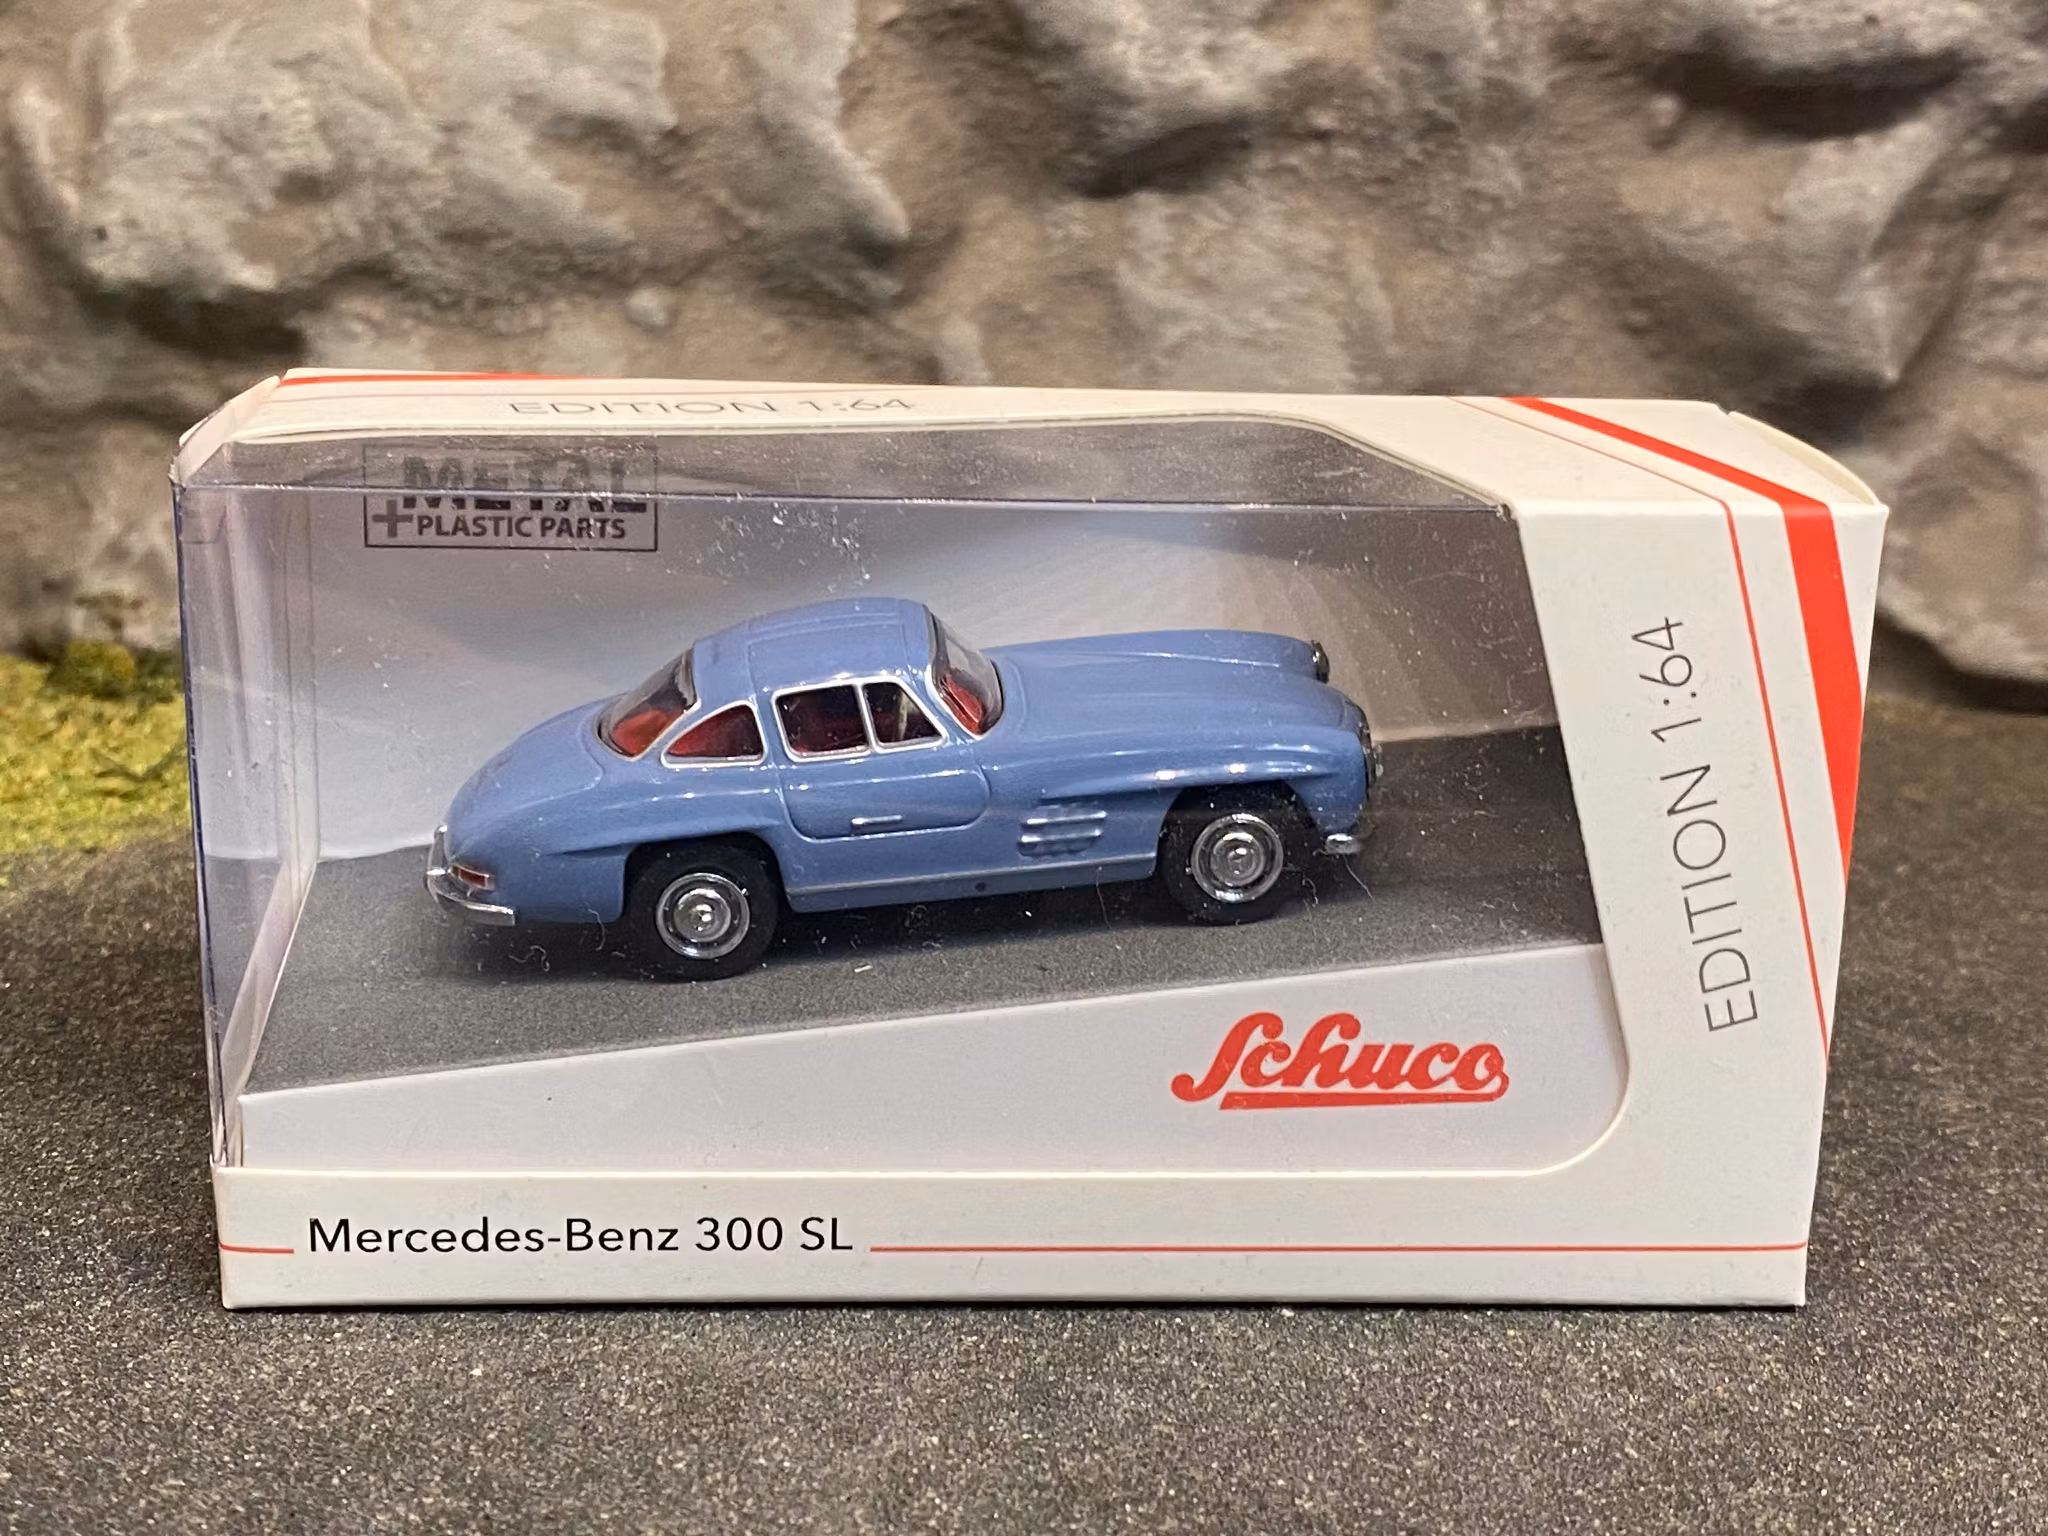 EDITION 1:64
METAL
+PLASTIC PARTS
EDITION 1:64
Schuco
Mercedes-Benz 300 SL